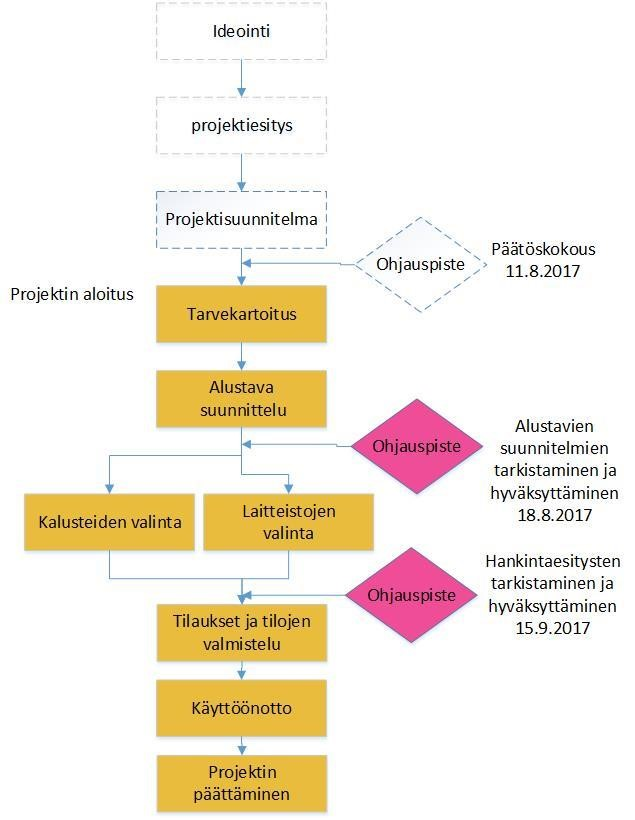 Ideointi
projektiesitys
Projektisuunnitelma
Ohjauspiste
Päätöskokous
11.8.2017
Projektin aloitus
Tarvekartoitus
Alustava
suunnittelu
Ohjauspiste
Alustavien
suunnitelmien
tarkistaminen ja
hyväksyttäminen
18.8.2017
Kalusteiden valinta
Laitteistojen
valinta
Ohjauspiste
Hankintaesitysten
tarkistaminen ja
hyväksyttäminen
15.9.2017
Tilaukset ja tilojen
valmistelu
Käyttöönotto
Projektin
päättäminen